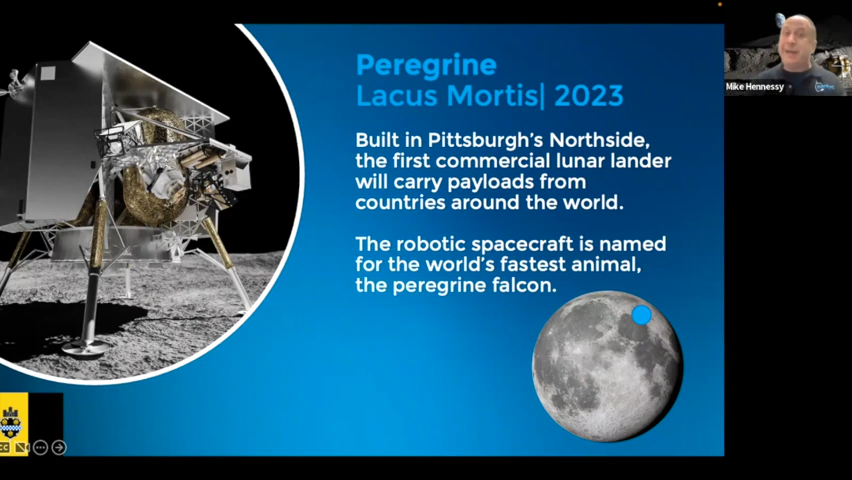 Peregrine
Lacus Mortis| 2023
Built in Pittsburgh's Northside,
the first commercial lunar lander
will carry payloads from
countries around the world.
The robotic spacecraft is named
for the world's fastest animal,
the peregrine falcon.
Mike Hennessy
CC